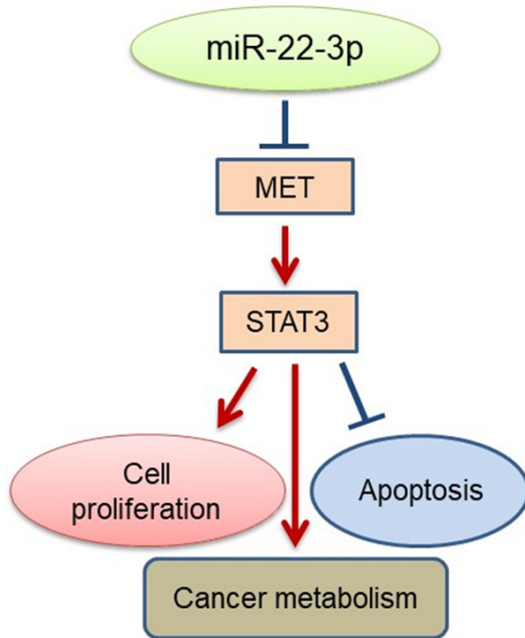 miR-22-3p
MET
STAT3
Cell
proliferation
Apoptosis
Cancer metabolism